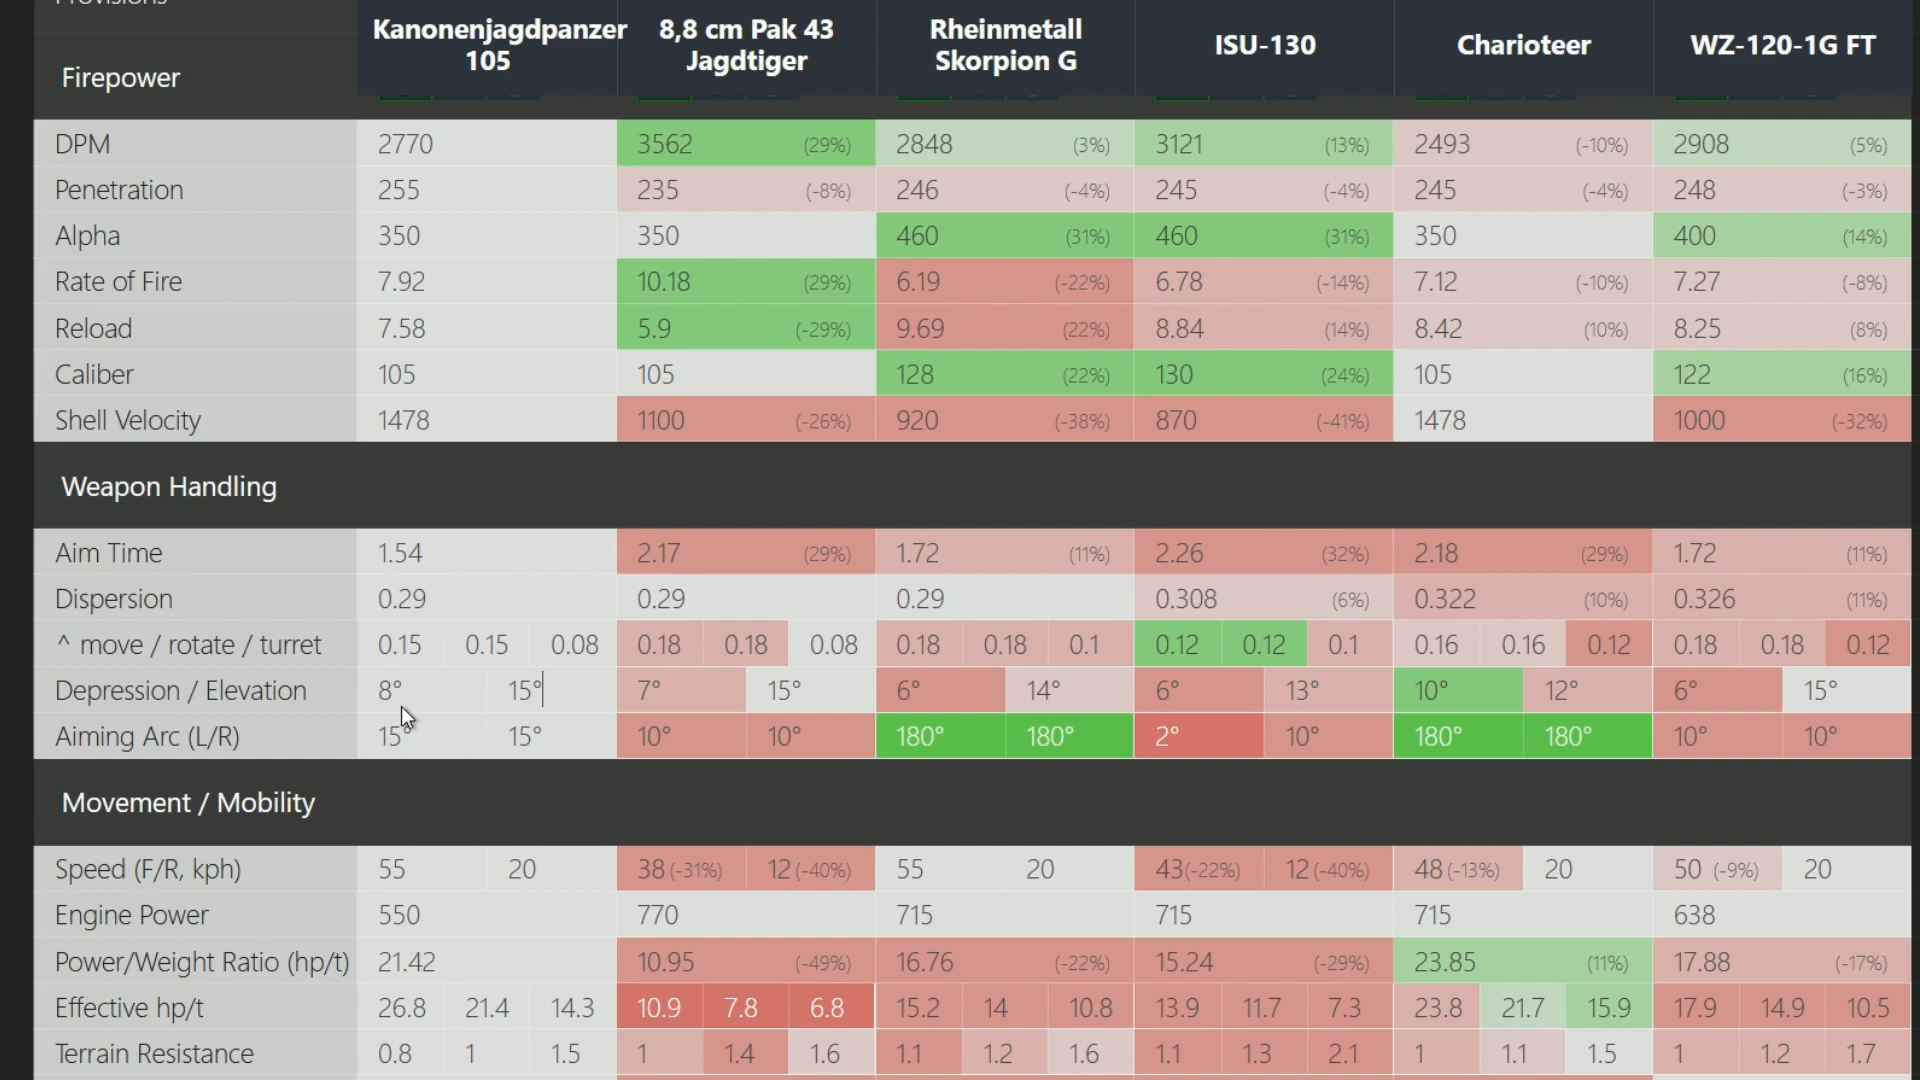 Provisions
Kanonenjagdpanzer 105 8,8 cm Pak 43 Jagdtiger Rheinmetall Skorpion G ISU-130 Charioteer WZ-120-1G FT
Firepower
DPM 2770 3562 (29%) 2848 (3%) 3121 (13%) 2493 (-10%) 2908 (5%)
Penetration 255 235 (-8%) 246 (-4%) 245 (-4%) 245 (-4%) 248 (-3%)
Alpha 350 350 460 (31%) 460 (31%) 350 400 (14%)
Rate of Fire 7.92 10.18 (29%) 6.19 (-22%) 6.78 (-14%) 7.12 (-10%) 7.27 (-8%)
Reload 7.58 5.9 (-29%) 9.69 (22%) 8.84 (14%) 8.42 (10%) 8.25 (8%)
Caliber 105 105 128 (22%) 130 (24%) 105 122 (16%)
Shell Velocity 1478 1100 (-26%) 920 (-38%) 870 (-41%) 1478 1000 (-32%)
Weapon Handling
Aim Time 1.54 2.17 (29%) 1.72 (11%) 2.26 (32%) 2.18 (29%) 1.72 (11%)
Dispersion 0.29 0.29 0.29 0.308 (6%) 0.322 (10%) 0.326 (11%)
^ move / rotate / turret 0.15 0.15 0.08 0.18 0.18 0.08 0.18 0.18 0.1 0.12 0.12 0.1 0.16 0.16 0.12 0.18 0.18 0.12
Depression / Elevation 8° 15° 7° 15° 6° 14° 6° 13° 10° 12° 6° 15°
Aiming Arc (L/R) 15° 15° 10° 10° 180° 180° 2° 10° 180° 180° 10° 10°
Movement / Mobility
Speed (F/R, kph) 55 20 38 (-31%) 12 (-40%) 55 20 43 (-22%) 12 (-40%) 48 (-13%) 20 50 (-9%) 20
Engine Power 550 770 715 715 715 638
Power/Weight Ratio (hp/t) 21.42 10.95 (-49%) 16.76 (-22%) 15.24 (-29%) 23.85 (11%) 17.88 (-17%)
Effective hp/t 26.8 21.4 14.3 10.9 7.8 6.8 15.2 14 10.8 13.9 11.7 7.3 23.8 21.7 15.9 17.9 14.9 10.5
Terrain Resistance 0.8 1 1.5 1 1.4 1.6 1.1 1.2 1.6 1.1 1.3 2.1 1 1.1 1.5 1 1.2 1.7